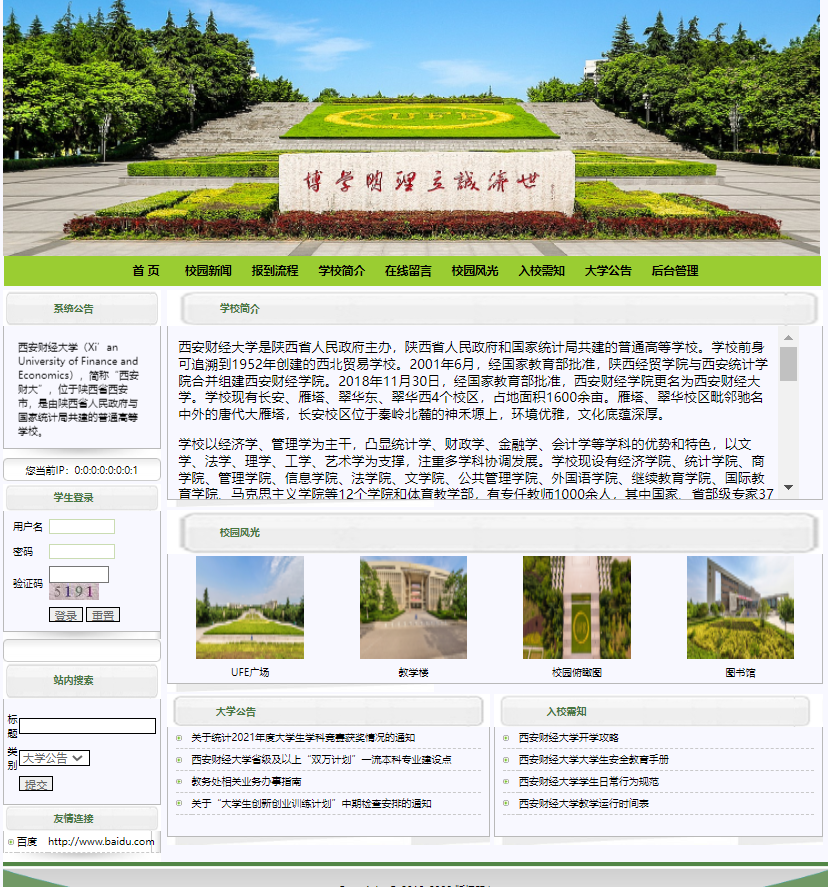 XUFE
博学明理立誠濟世
首 页 校园新闻 报到流程 学校简介 在线留言 校园风光 入校需知 大学公告 后台管理
系统公告
西安财经大学（Xi’an
University of Finance and
Economics），简称“西安
财大”，位于陕西省西安
市，是由陕西省人民政府与
国家统计局共建的普通高等
学校。
您当前IP：0:0:0:0:0:0:0:1
学生登录
用户名
密码
验证码
5191
登录 重置
站内搜索
标题
类别 大学公告
提交
友情连接
百度 http://www.baidu.com
学校简介
西安财经大学是陕西省人民政府主办，陕西省人民政府和国家统计局共建的普通高等学校。学校前身
可追溯到1952年创建的西北贸易学校。2001年6月，经国家教育部批准，陕西经贸学院与西安统计学
院合并组建西安财经学院。2018年11月30日，经国家教育部批准，西安财经学院更名为西安财经大
学。学校现有长安、雁塔、翠华东、翠华西4个校区，占地面积1600余亩。雁塔、翠华校区毗邻驰名
中外的唐代大雁塔，长安校区位于秦岭北麓的神禾塬上，环境优雅，文化底蕴深厚。
学校以经济学、管理学为主干，凸显统计学、财政学、金融学、会计学等学科的优势和特色，以文
学、法学、理学、工学、艺术学为支撑，注重多学科协调发展。学校现设有经济学院、统计学院、商
学院、管理学院、信息学院、法学院、文学院、公共管理学院、外国语学院、继续教育学院、国际教
育学院、马克思主义学院等12个学院和体育教学部，有专任教师1000余人，其中国家、省部级专家37
校园风光
UFE广场 教学楼 校园俯瞰图 图书馆
大学公告
关于统计2021年度大学生学科竞赛获奖情况的通知
西安财经大学省级及以上“双万计划”一流本科专业建设点
教务处相关业务办事指南
关于“大学生创新创业训练计划”中期检查安排的通知
入校需知
西安财经大学开学攻略
西安财经大学大学生安全教育手册
西安财经大学学生日常行为规范
西安财经大学教学运行时间表